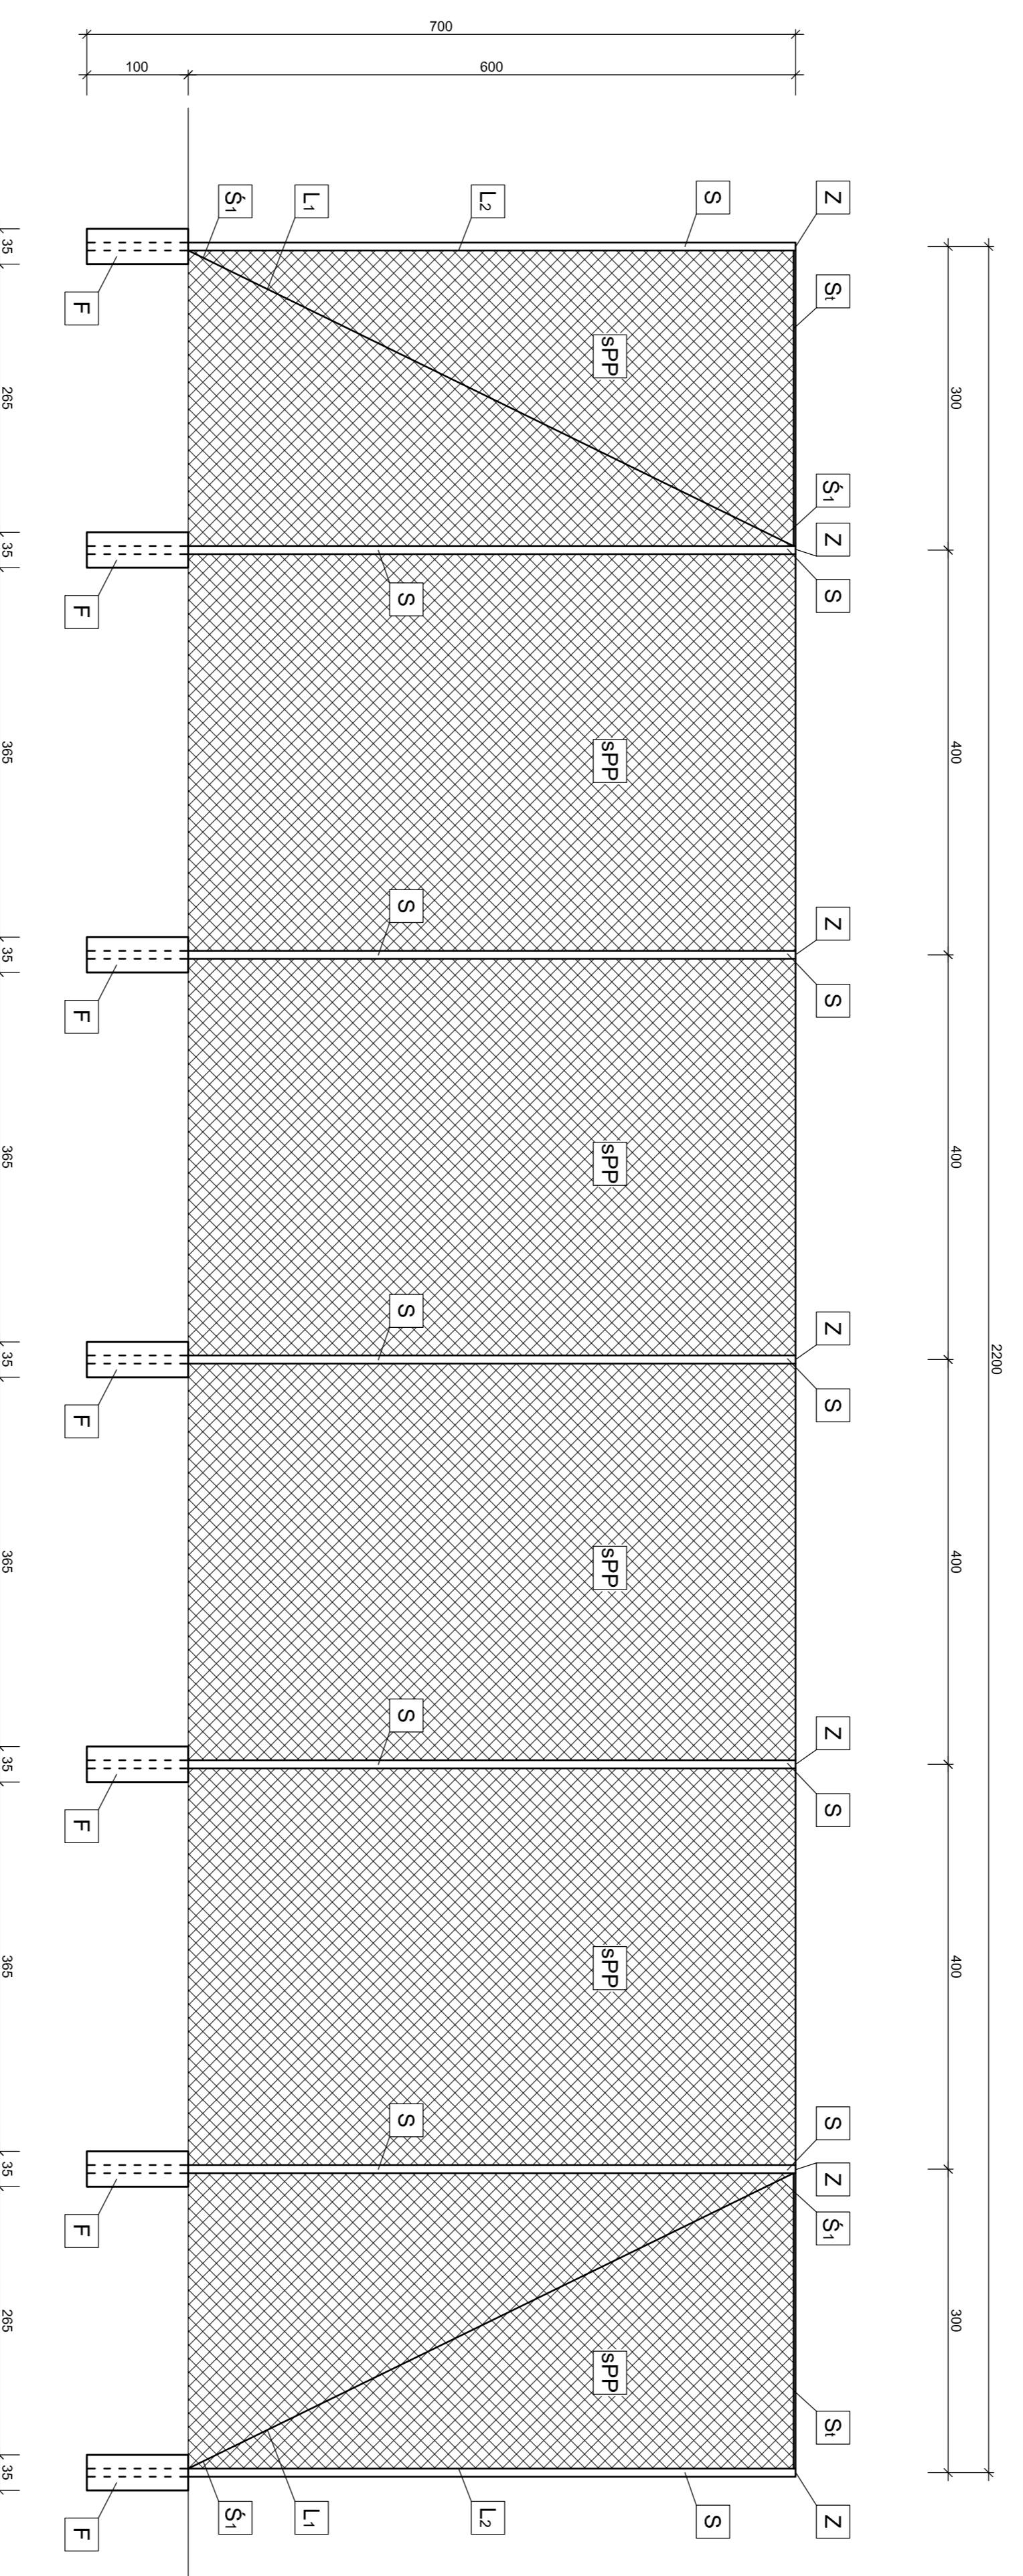 2200
300 400 400 400 400 300
Z St Ś1 Z S Z S Z S Z S S Z Ś1 St Z
S S
sPP sPP sPP sPP sPP sPP
L2 L2
S S S S S
L1 L1
Ś1 Ś1
700
600
100
F F F F F F F
35 265 35 365 35 365 35 365 35 365 35 265 35